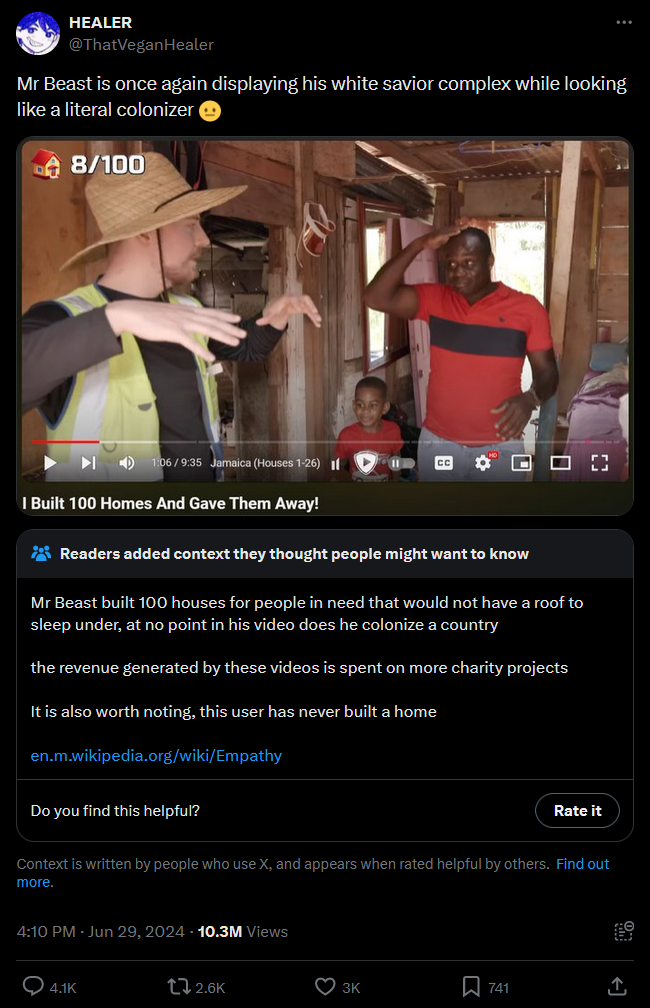 HEALER
@ThatVeganHealer
Mr Beast is once again displaying his white savior complex while looking
like a literal colonizer 😐
8/100
1:06 / 9:35 Jamaica (Houses 1-26)
CC
HD
I Built 100 Homes And Gave Them Away!
Readers added context they thought people might want to know
Mr Beast built 100 houses for people in need that would not have a roof to
sleep under, at no point in his video does he colonize a country
the revenue generated by these videos is spent on more charity projects
It is also worth noting, this user has never built a home
en.m.wikipedia.org/wiki/Empathy
Do you find this helpful?
Rate it
Context is written by people who use X, and appears when rated helpful by others. Find out
more.
4:10 PM · Jun 29, 2024 · 10.3M Views
4.1K
2.6K
3K
741